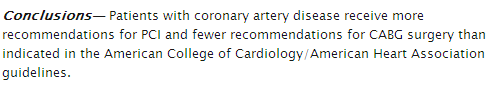 Conclusions— Patients with coronary artery disease receive more
recommendations for PCI and fewer recommendations for CABG surgery than
indicated in the American College of Cardiology/American Heart Association
guidelines.